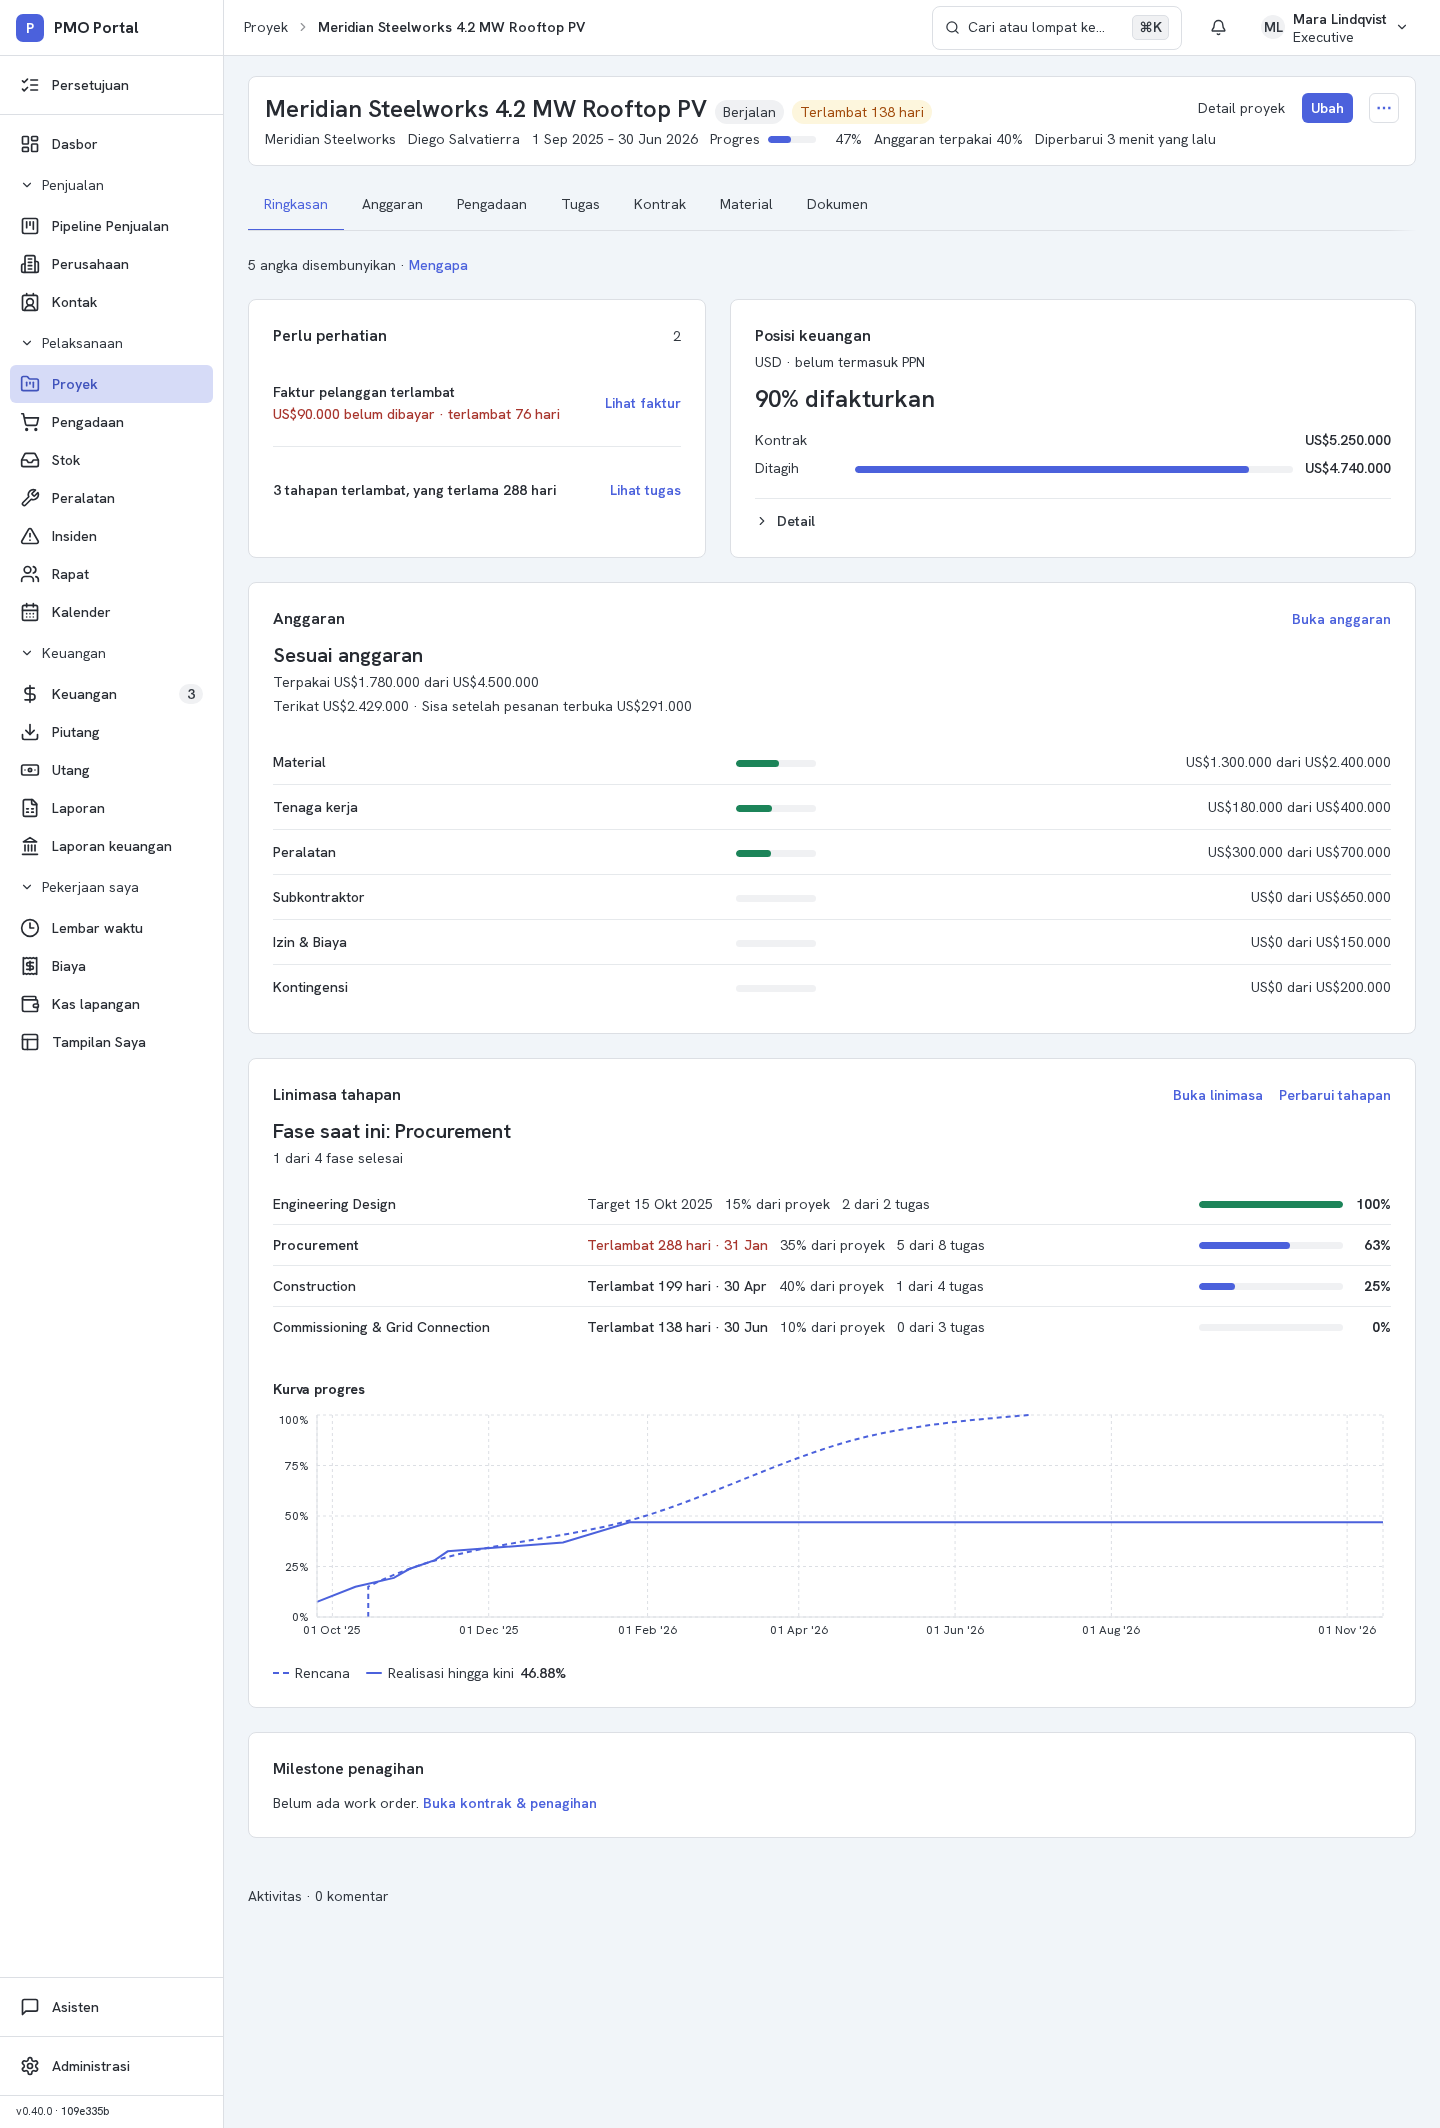 P PMO Portal
Proyek > Meridian Steelworks 4.2 MW Rooftop PV
Cari atau lompat ke... ⌘K
ML Mara Lindqvist
Executive
Persetujuan
Dasbor
Penjualan
Pipeline Penjualan
Perusahaan
Kontak
Pelaksanaan
Proyek
Pengadaan
Stok
Peralatan
Insiden
Rapat
Kalender
Keuangan
Keuangan 3
Piutang
Utang
Laporan
Laporan keuangan
Pekerjaan saya
Lembar waktu
Biaya
Kas lapangan
Tampilan Saya
Asisten
Administrasi
v0.40.0 · 109e335b
Meridian Steelworks 4.2 MW Rooftop PV Berjalan Terlambat 138 hari
Detail proyek Ubah ...
Meridian Steelworks Diego Salvatierra 1 Sep 2025 – 30 Jun 2026 Progres 47% Anggaran terpakai 40% Diperbarui 3 menit yang lalu
Ringkasan Anggaran Pengadaan Tugas Kontrak Material Dokumen
5 angka disembunyikan · Mengapa
Perlu perhatian 2
Faktur pelanggan terlambat
US$90.000 belum dibayar · terlambat 76 hari
Lihat faktur
3 tahapan terlambat, yang terlama 288 hari Lihat tugas
Posisi keuangan
USD · belum termasuk PPN
90% difakturkan
Kontrak US$5.250.000
Ditagih US$4.740.000
Detail
Anggaran Buka anggaran
Sesuai anggaran
Terpakai US$1.780.000 dari US$4.500.000
Terikat US$2.429.000 · Sisa setelah pesanan terbuka US$291.000
Material US$1.300.000 dari US$2.400.000
Tenaga kerja US$180.000 dari US$400.000
Peralatan US$300.000 dari US$700.000
Subkontraktor US$0 dari US$650.000
Izin & Biaya US$0 dari US$150.000
Kontingensi US$0 dari US$200.000
Linimasa tahapan Buka linimasa Perbarui tahapan
Fase saat ini: Procurement
1 dari 4 fase selesai
Engineering Design Target 15 Okt 2025 15% dari proyek 2 dari 2 tugas 100%
Procurement Terlambat 288 hari · 31 Jan 35% dari proyek 5 dari 8 tugas 63%
Construction Terlambat 199 hari · 30 Apr 40% dari proyek 1 dari 4 tugas 25%
Commissioning & Grid Connection Terlambat 138 hari · 30 Jun 10% dari proyek 0 dari 3 tugas 0%
Kurva progres
100%
75%
50%
25%
0%
01 Oct '25 01 Dec '25 01 Feb '26 01 Apr '26 01 Jun '26 01 Aug '26 01 Nov '26
Rencana Realisasi hingga kini 46.88%
Milestone penagihan
Belum ada work order. Buka kontrak & penagihan
Aktivitas · 0 komentar